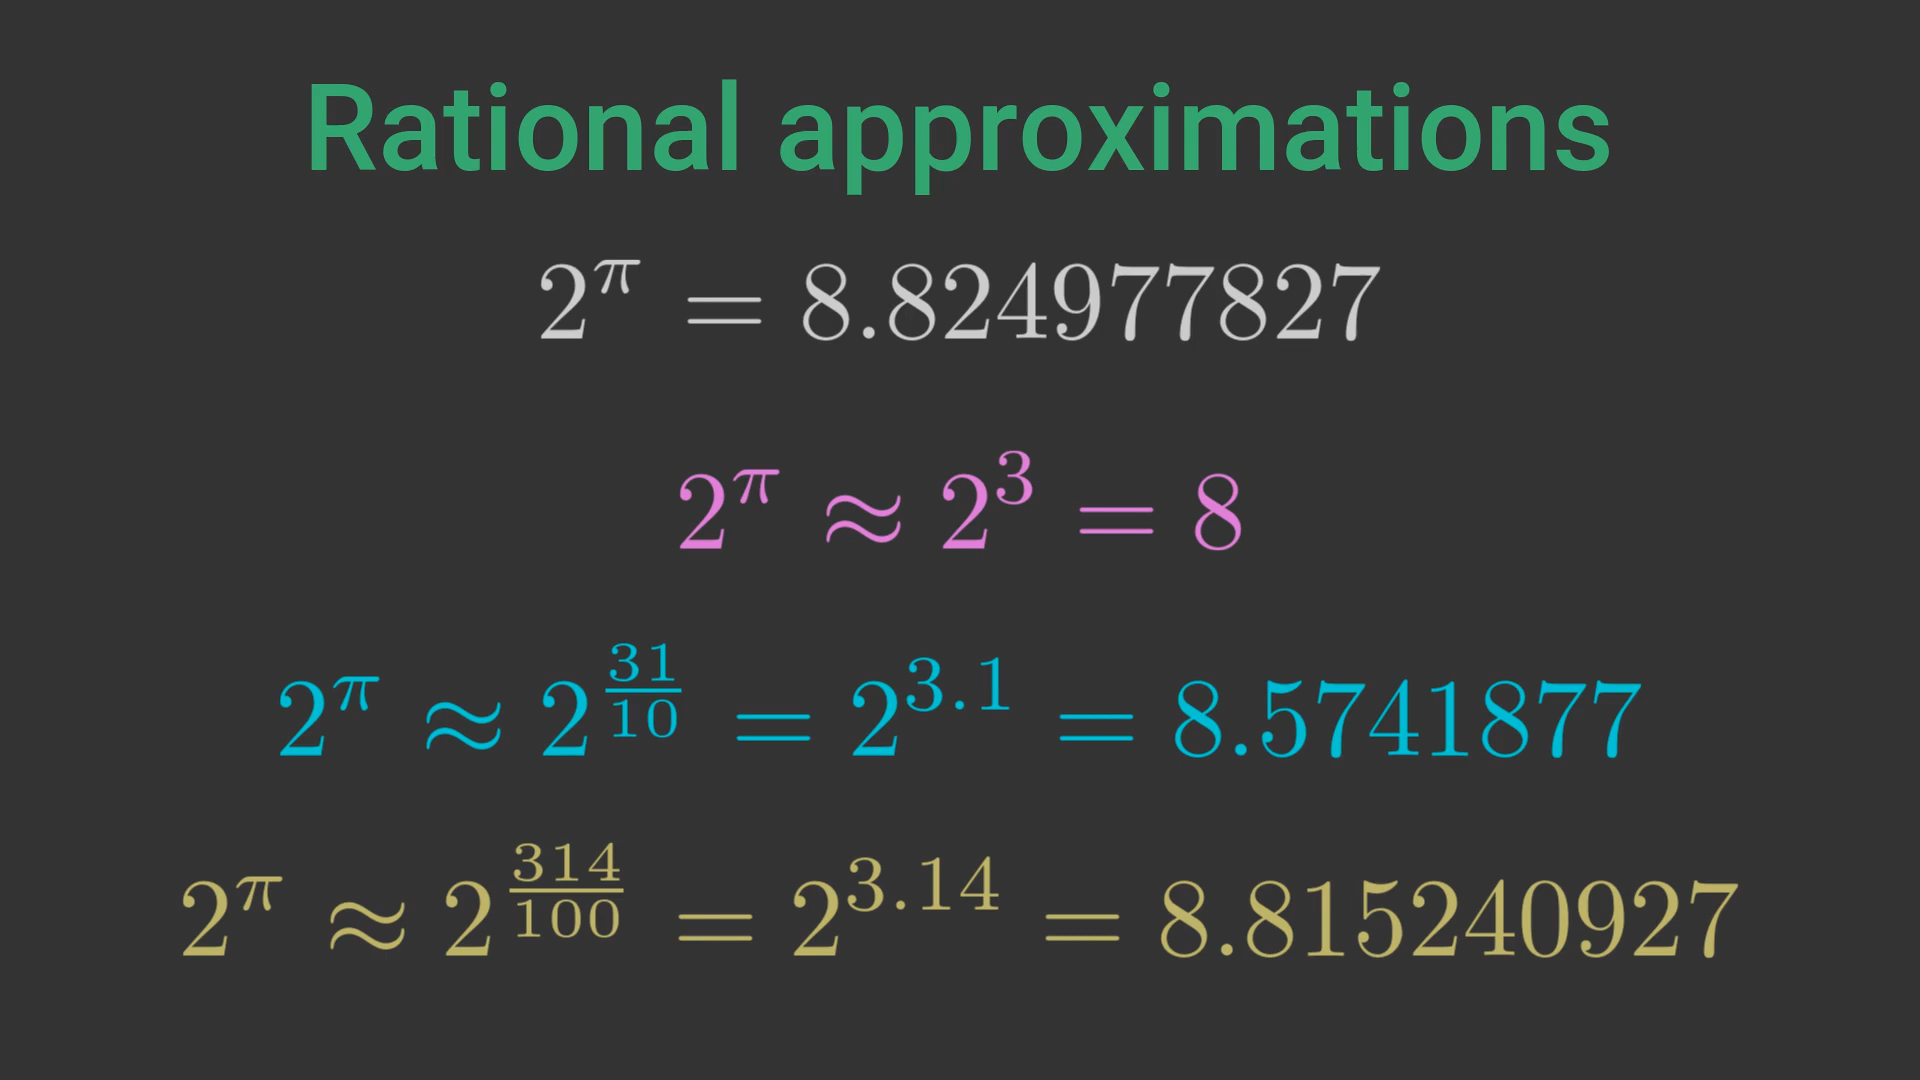 Rational approximations
2^π = 8.824977827
2^π ≈ 2^3 = 8
2^π ≈ 2^(31/10) = 2^3.1 = 8.5741877
2^π ≈ 2^(314/100) = 2^3.14 = 8.815240927